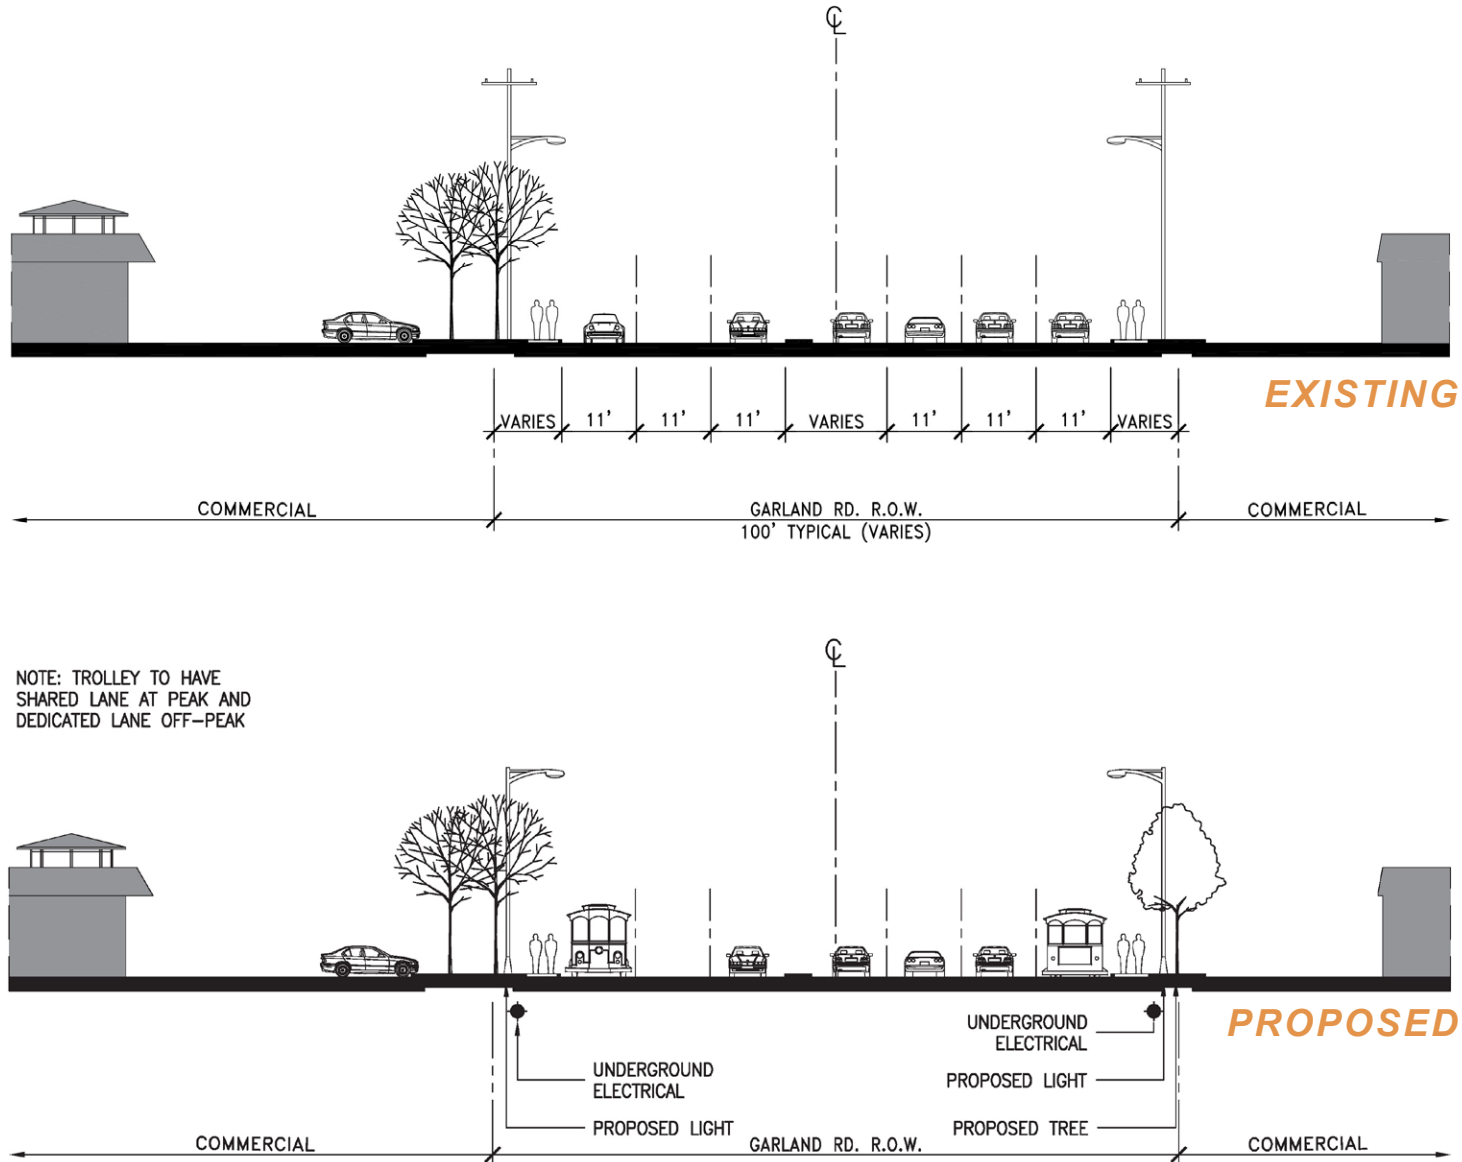 CL
EXISTING
VARIES 11' 11' 11' VARIES 11' 11' 11' VARIES
COMMERCIAL GARLAND RD. R.O.W. COMMERCIAL
100' TYPICAL (VARIES)
CL
NOTE: TROLLEY TO HAVE
SHARED LANE AT PEAK AND
DEDICATED LANE OFF-PEAK
PROPOSED
UNDERGROUND
ELECTRICAL
PROPOSED LIGHT
UNDERGROUND
ELECTRICAL
PROPOSED LIGHT
PROPOSED TREE
COMMERCIAL GARLAND RD. R.O.W. COMMERCIAL